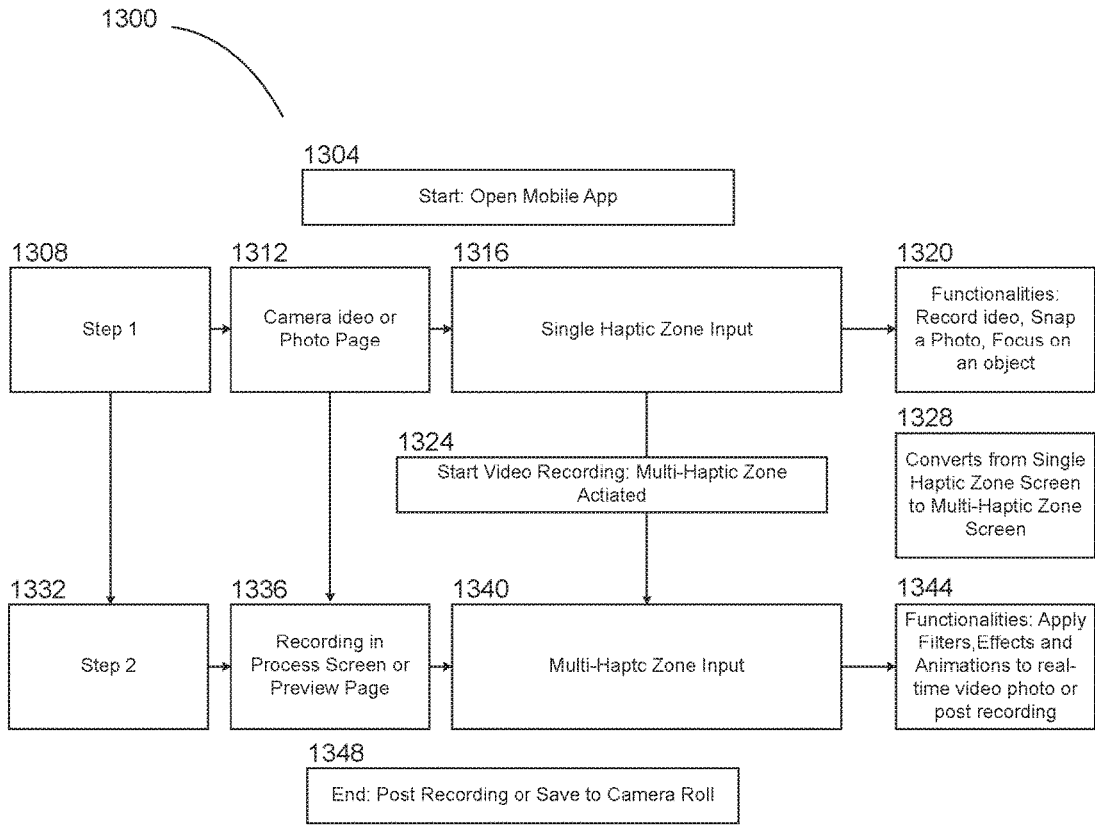 1300
1304
Start: Open Mobile App
1308
Step 1
1312
Camera ideo or
Photo Page
1316
Single Haptic Zone Input
1320
Functionalities:
Record ideo, Snap
a Photo, Focus on
an object
1324
Start Video Recording: Multi-Haptic Zone
Actiated
1328
Converts from Single
Haptic Zone Screen
to Multi-Haptic Zone
Screen
1332
Step 2
1336
Recording in
Process Screen or
Preview Page
1340
Multi-Haptc Zone Input
1344
Functionalities: Apply
Filters,Effects and
Animations to real-
time video photo or
post recording
1348
End: Post Recording or Save to Camera Roll